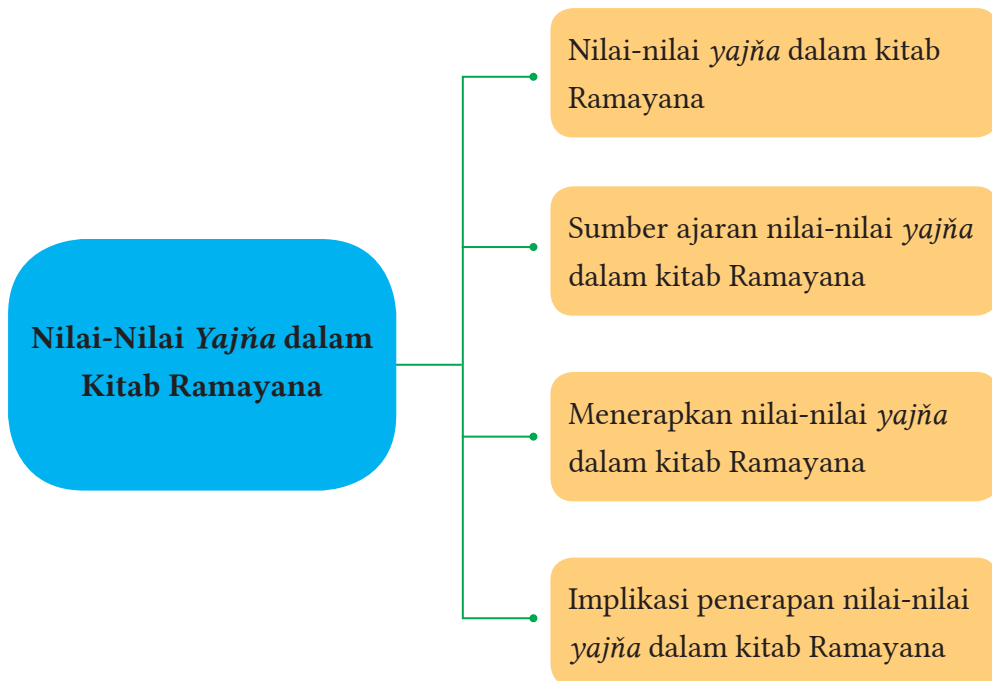 Nilai-nilai yajňa dalam kitab
Ramayana
Sumber ajaran nilai-nilai yajňa
dalam kitab Ramayana
Nilai-Nilai Yajňa dalam
Kitab Ramayana
Menerapkan nilai-nilai yajňa
dalam kitab Ramayana
Implikasi penerapan nilai-nilai
yajňa dalam kitab Ramayana